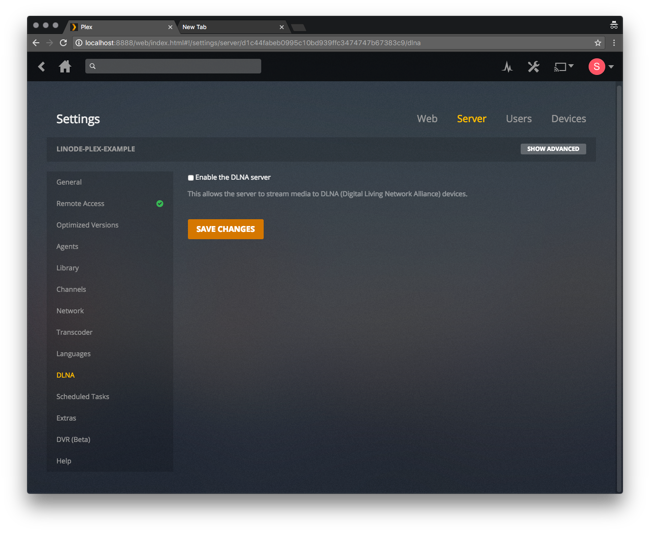 Plex
New Tab
localhost:8888/web/index.html#!/settings/server/d1c44fabeb0995c10bd939ffc3474747b67383c9/dlna
S
Settings
Web
Server
Users
Devices
LINODE-PLEX-EXAMPLE
SHOW ADVANCED
General
Remote Access
Optimized Versions
Agents
Library
Channels
Network
Transcoder
Languages
DLNA
Scheduled Tasks
Extras
DVR (Beta)
Help
Enable the DLNA server
This allows the server to stream media to DLNA (Digital Living Network Alliance) devices.
SAVE CHANGES